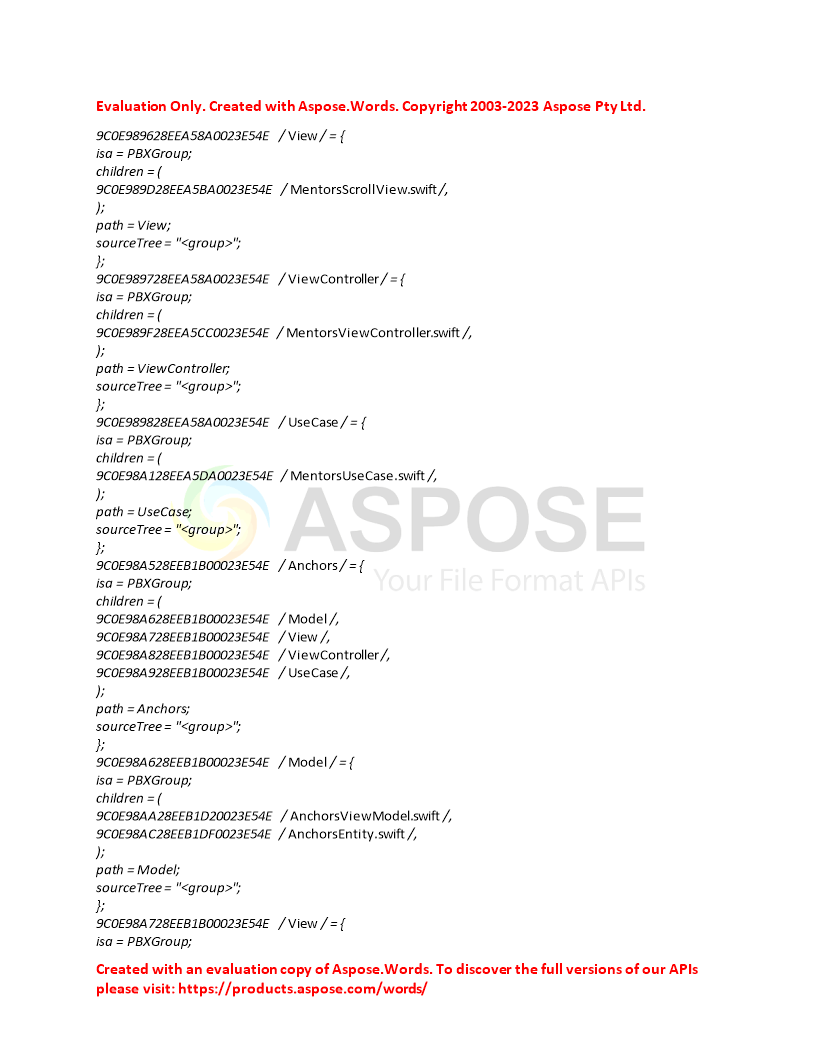 Evaluation Only. Created with Aspose.Words. Copyright 2003-2023 Aspose Pty Ltd.
9C0E989628EEA58A0023E54E / View / = {
isa = PBXGroup;
children = (
9C0E989D28EEA5BA0023E54E / MentorsScrollView.swift /,
);
path = View;
sourceTree = "<group>";
};
9C0E989728EEA58A0023E54E / ViewController / = {
isa = PBXGroup;
children = (
9C0E989F28EEA5CC0023E54E / MentorsViewController.swift /,
);
path = ViewController;
sourceTree = "<group>";
};
9C0E989828EEA58A0023E54E / UseCase / = {
isa = PBXGroup;
children = (
9C0E98A128EEA5DA0023E54E / MentorsUseCase.swift /,
);
path = UseCase;
sourceTree = "<group>";
};
9C0E98A528EEB1B00023E54E / Anchors / = {
isa = PBXGroup;
children = (
9C0E98A628EEB1B00023E54E / Model /,
9C0E98A728EEB1B00023E54E / View /,
9C0E98A828EEB1B00023E54E / ViewController /,
9C0E98A928EEB1B00023E54E / UseCase /,
);
path = Anchors;
sourceTree = "<group>";
};
9C0E98A628EEB1B00023E54E / Model / = {
isa = PBXGroup;
children = (
9C0E98AA28EEB1D20023E54E / AnchorsViewModel.swift /,
9C0E98AC28EEB1DF0023E54E / AnchorsEntity.swift /,
);
path = Model;
sourceTree = "<group>";
};
9C0E98A728EEB1B00023E54E / View / = {
isa = PBXGroup;
ASPOSE
Your File Format APIs
Created with an evaluation copy of Aspose.Words. To discover the full versions of our APIs
please visit: https://products.aspose.com/words/